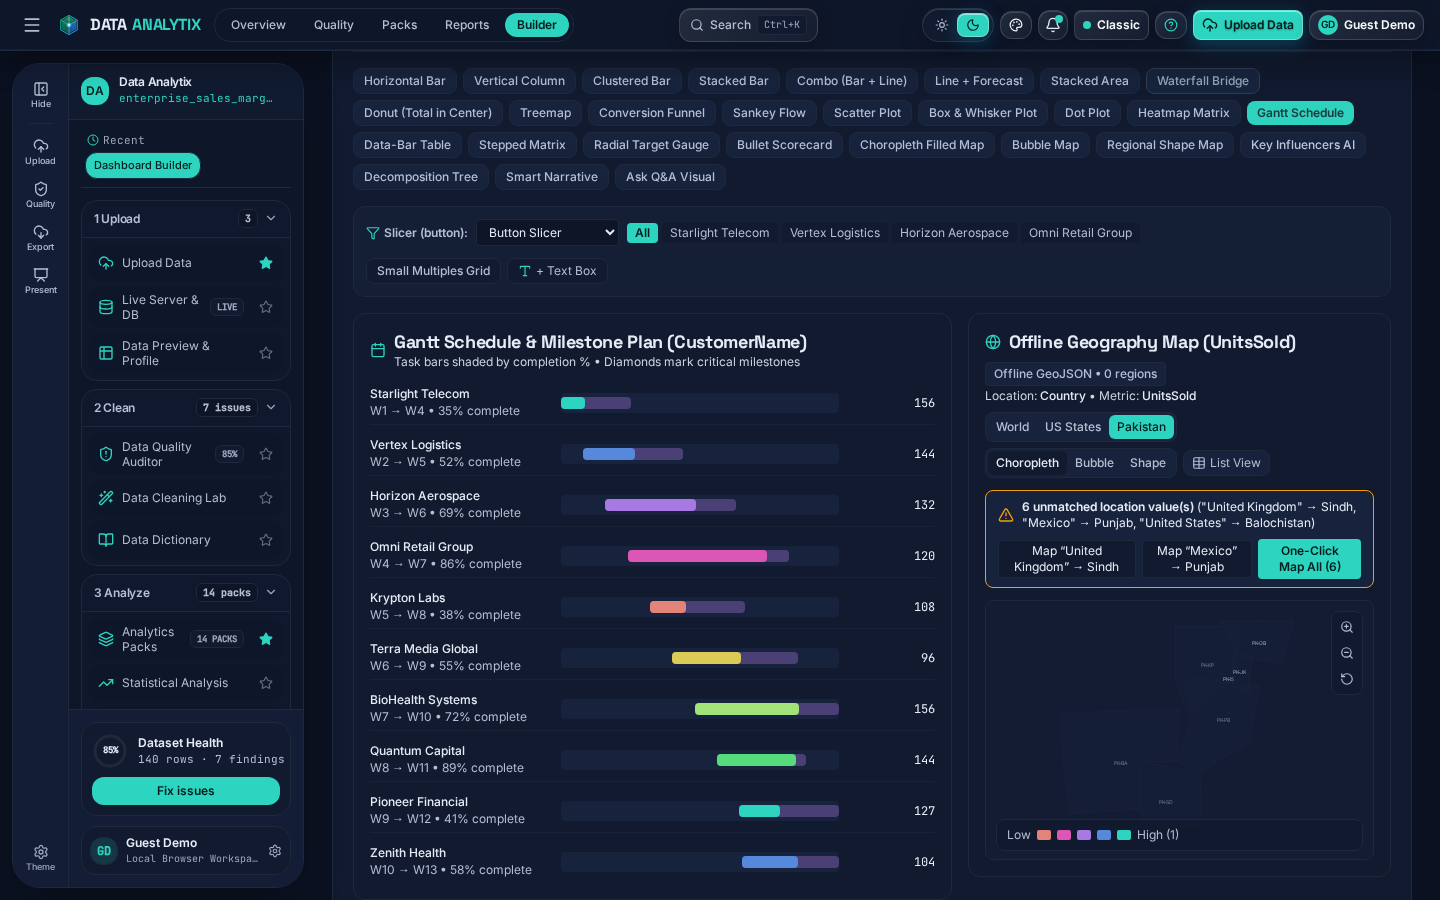 DATA ANALYTIX
Overview
Quality
Packs
Reports
Builder
Search Ctrl+K
Classic
Upload Data
GD Guest Demo
Hide
Upload
Quality
Export
Present
Theme
DA
Data Analytix
enterprise_sales_marg…
Recent
Dashboard Builder
1 Upload 3
Upload Data
Live Server & DB LIVE
Data Preview & Profile
2 Clean 7 issues
Data Quality Auditor 85%
Data Cleaning Lab
Data Dictionary
3 Analyze 14 packs
Analytics Packs 14 PACKS
Statistical Analysis
85%
Dataset Health
140 rows · 7 findings
Fix issues
GD
Guest Demo
Local Browser Workspa…
Horizontal Bar
Vertical Column
Clustered Bar
Stacked Bar
Combo (Bar + Line)
Line + Forecast
Stacked Area
Waterfall Bridge
Donut (Total in Center)
Treemap
Conversion Funnel
Sankey Flow
Scatter Plot
Box & Whisker Plot
Dot Plot
Heatmap Matrix
Gantt Schedule
Data-Bar Table
Stepped Matrix
Radial Target Gauge
Bullet Scorecard
Choropleth Filled Map
Bubble Map
Regional Shape Map
Key Influencers AI
Decomposition Tree
Smart Narrative
Ask Q&A Visual
Slicer (button):
Button Slicer
All
Starlight Telecom
Vertex Logistics
Horizon Aerospace
Omni Retail Group
Small Multiples Grid
+ Text Box
Gantt Schedule & Milestone Plan (CustomerName)
Task bars shaded by completion % • Diamonds mark critical milestones
Starlight Telecom
W1 → W4 • 35% complete
156
Vertex Logistics
W2 → W5 • 52% complete
144
Horizon Aerospace
W3 → W6 • 69% complete
132
Omni Retail Group
W4 → W7 • 86% complete
120
Krypton Labs
W5 → W8 • 38% complete
108
Terra Media Global
W6 → W9 • 55% complete
96
BioHealth Systems
W7 → W10 • 72% complete
156
Quantum Capital
W8 → W11 • 89% complete
144
Pioneer Financial
W9 → W12 • 41% complete
127
Zenith Health
W10 → W13 • 58% complete
104
Offline Geography Map (UnitsSold)
Offline GeoJSON • 0 regions
Location: Country • Metric: UnitsSold
World
US States
Pakistan
Choropleth
Bubble
Shape
List View
6 unmatched location value(s) ("United Kingdom" → Sindh,
"Mexico" → Punjab, "United States" → Balochistan)
Map "United Kingdom" → Sindh
Map "Mexico" → Punjab
One-Click Map All (6)
PK-GB
PK-KP
PK-JK
PK-IS
PK-PB
PK-BA
PK-SD
Low
High (1)